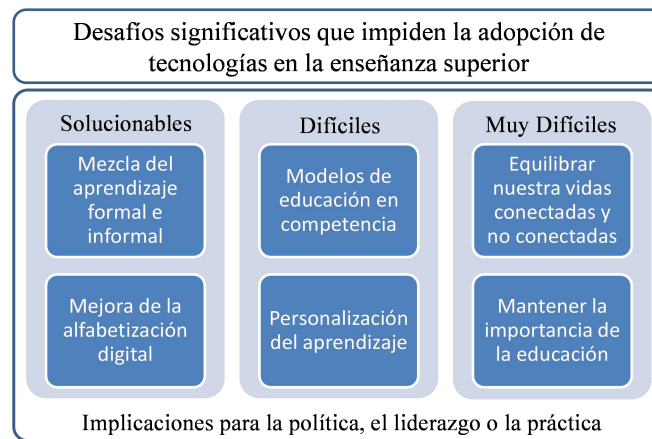 Desafíos significativos que impiden la adopción de
tecnologías en la enseñanza superior
Solucionables
Mezcla del
aprendizaje
formal e
informal
Mejora de la
alfabetización
digital
Difíciles
Modelos de
educación en
competencia
Personalización
del aprendizaje
Muy Difíciles
Equilibrar
nuestra vidas
conectadas y
no conectadas
Mantener la
importancia de
la educación
Implicaciones para la política, el liderazgo o la práctica